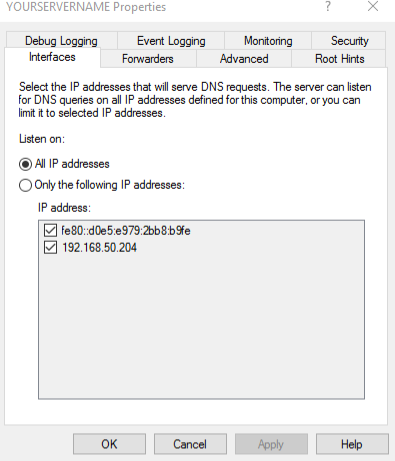 YOURSERVERNAME Properties ? ×
Debug Logging Event Logging Monitoring Security
Interfaces Forwarders Advanced Root Hints
Select the IP addresses that will serve DNS requests. The server can listen
for DNS queries on all IP addresses defined for this computer, or you can
limit it to selected IP addresses.
Listen on:
All IP addresses
Only the following IP addresses:
IP address:
fe80::d0e5:e979:2bb8:b9fe
192.168.50.204
OK Cancel Apply Help